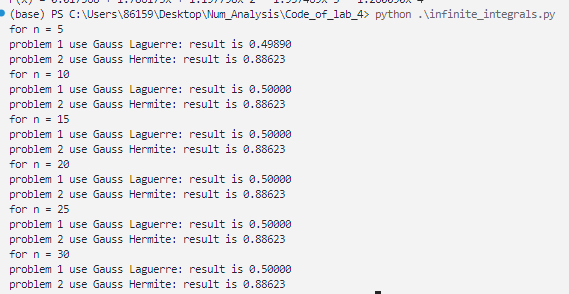 (base) PS C:\Users\86159\Desktop\Num_Analysis\Code_of_lab_4> python .\infinite_integrals.py
for n = 5
problem 1 use Gauss Laguerre: result is 0.49890
problem 2 use Gauss Hermite: result is 0.88623
for n = 10
problem 1 use Gauss Laguerre: result is 0.50000
problem 2 use Gauss Hermite: result is 0.88623
for n = 15
problem 1 use Gauss Laguerre: result is 0.50000
problem 2 use Gauss Hermite: result is 0.88623
for n = 20
problem 1 use Gauss Laguerre: result is 0.50000
problem 2 use Gauss Hermite: result is 0.88623
for n = 25
problem 1 use Gauss Laguerre: result is 0.50000
problem 2 use Gauss Hermite: result is 0.88623
for n = 30
problem 1 use Gauss Laguerre: result is 0.50000
problem 2 use Gauss Hermite: result is 0.88623